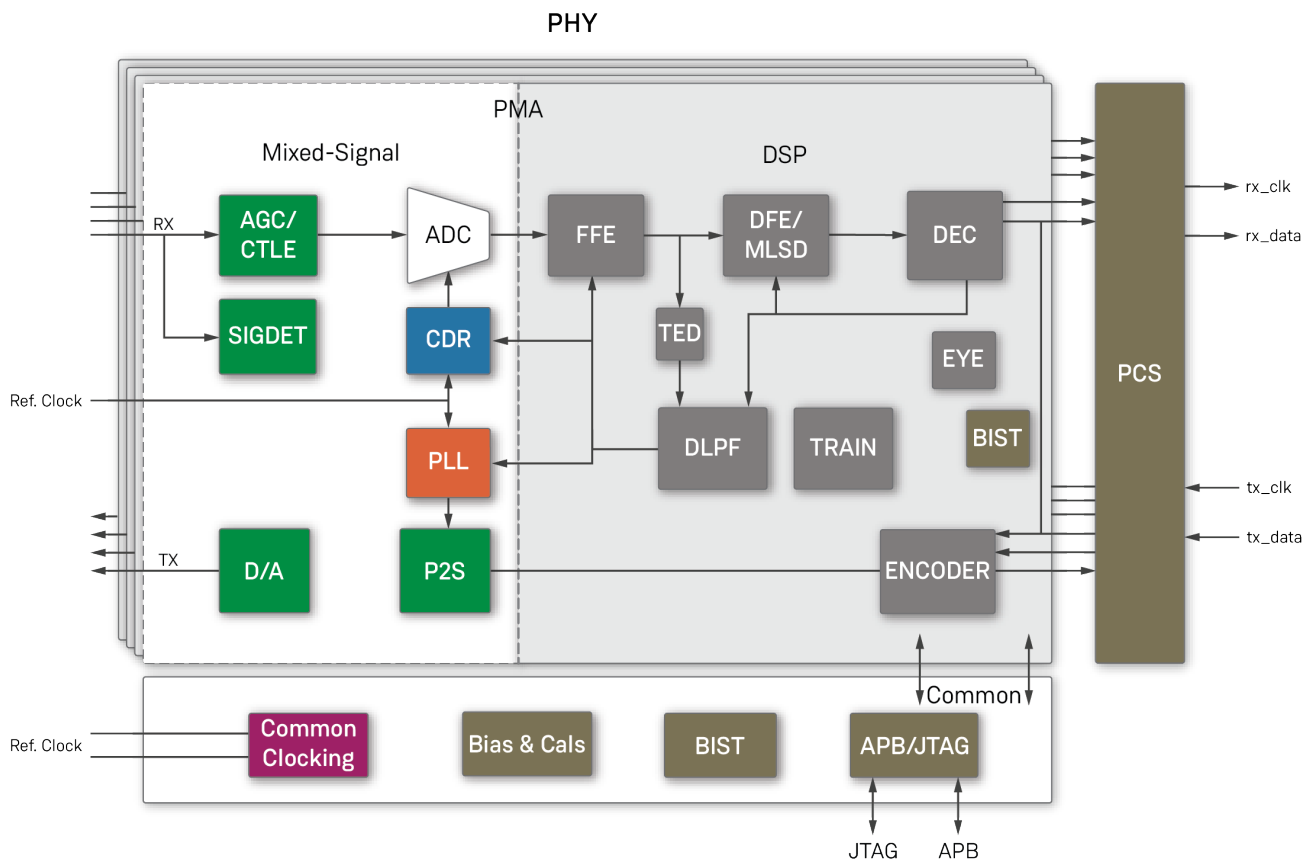 PHY
PMA
Mixed-Signal
DSP
RX
AGC/
CTLE
ADC
FFE
DFE/
MLSD
DEC
rx_clk
rx_data
SIGDET
CDR
TED
EYE
PCS
Ref. Clock
PLL
DLPF
TRAIN
BIST
tx_clk
tx_data
TX
D/A
P2S
ENCODER
Common
Ref. Clock
Common
Clocking
Bias & Cals
BIST
APB/JTAG
JTAG
APB